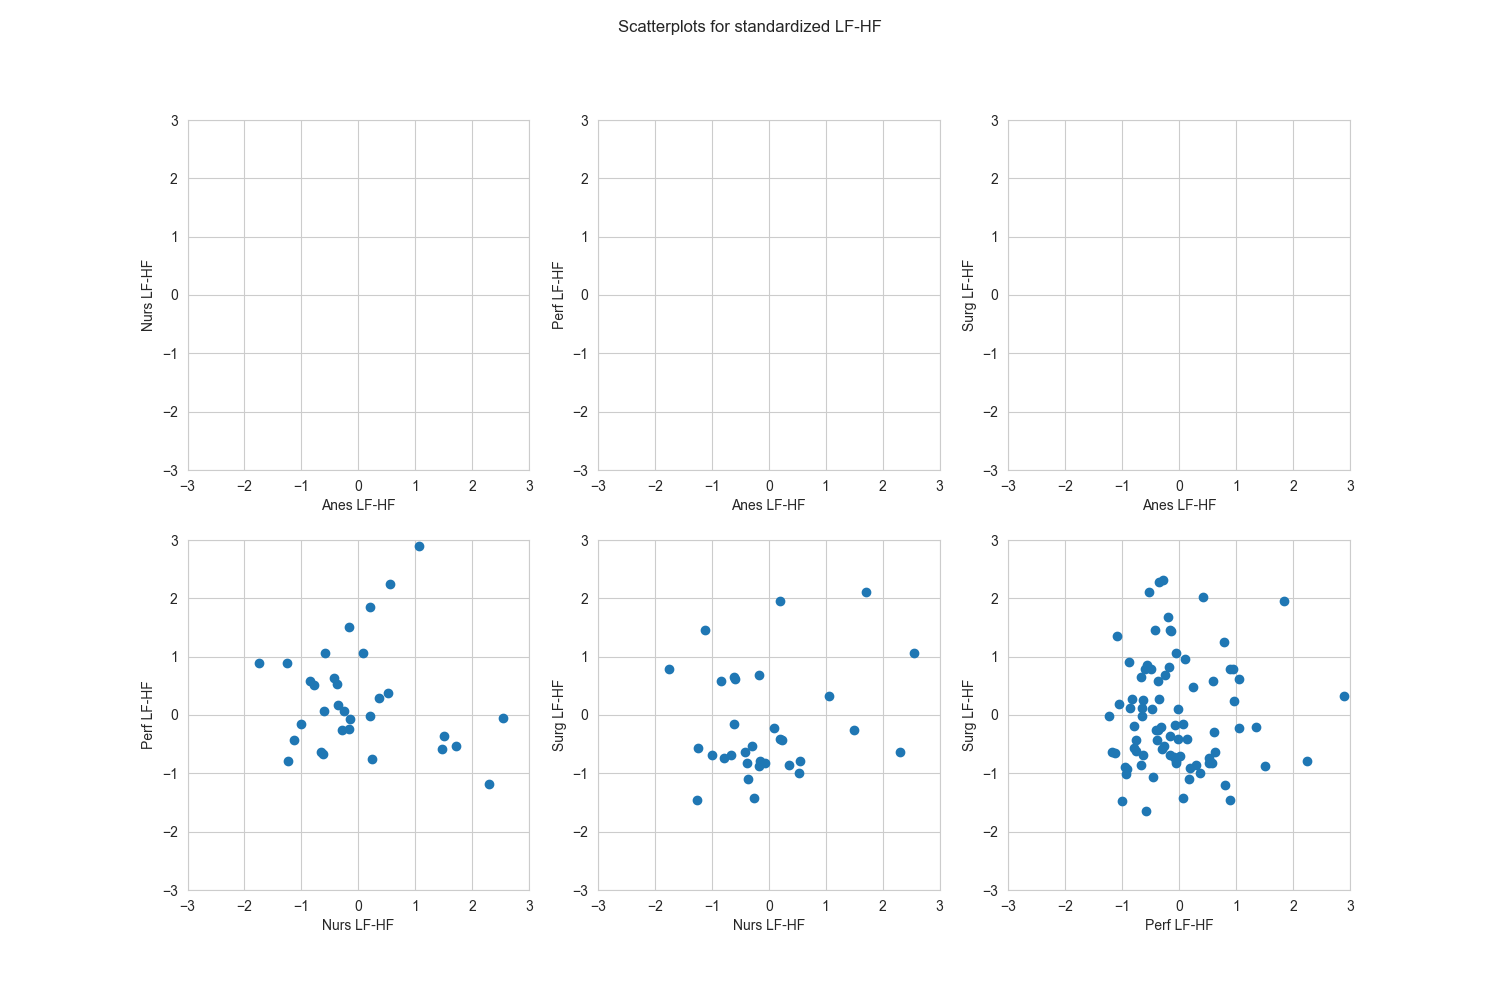 Scatterplots for standardized LF-HF
3
2
1
0
−1
−2
−3
Nurs LF-HF
−3 −2 −1 0 1 2 3
Anes LF-HF
3
2
1
0
−1
−2
−3
Perf LF-HF
−3 −2 −1 0 1 2 3
Anes LF-HF
3
2
1
0
−1
−2
−3
Surg LF-HF
−3 −2 −1 0 1 2 3
Anes LF-HF
3
2
1
0
−1
−2
−3
Perf LF-HF
−3 −2 −1 0 1 2 3
Nurs LF-HF
3
2
1
0
−1
−2
−3
Surg LF-HF
−3 −2 −1 0 1 2 3
Nurs LF-HF
3
2
1
0
−1
−2
−3
Surg LF-HF
−3 −2 −1 0 1 2 3
Perf LF-HF